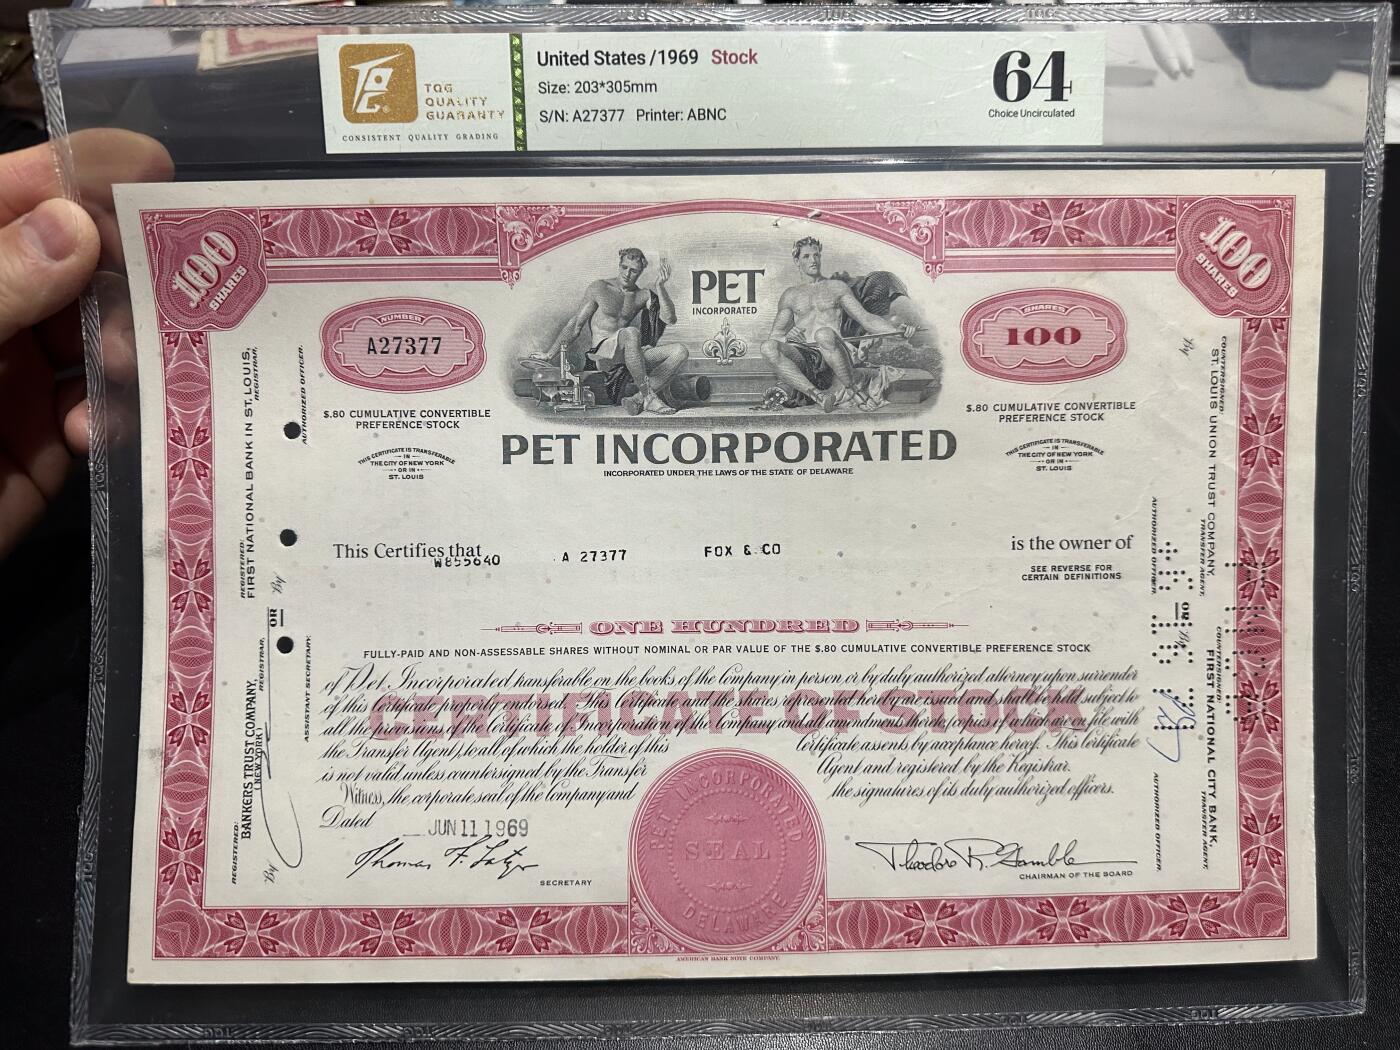 TQG
QUALITY
GUARANTY
CONSISTENT QUALITY GRADING
United States /1969 Stock
Size: 203*305mm
S/N: A27377 Printer: ABNC
64
Choice Uncirculated
100
SHARES
100
SHARES
PET
INCORPORATED
NUMBER
A27377
SHARES
100
$.80 CUMULATIVE CONVERTIBLE
PREFERENCE STOCK
$.80 CUMULATIVE CONVERTIBLE
PREFERENCE STOCK
THIS CERTIFICATE IS TRANSFERABLE
IN
THE CITY OF NEW YORK
OR IN
ST. LOUIS
THIS CERTIFICATE IS TRANSFERABLE
IN
THE CITY OF NEW YORK
OR IN
ST. LOUIS
PET INCORPORATED
INCORPORATED UNDER THE LAWS OF THE STATE OF DELAWARE
This Certifies that
W855640 A 27377 FOX & CO
is the owner of
SEE REVERSE FOR
CERTAIN DEFINITIONS
ONE HUNDRED
FULLY-PAID AND NON-ASSESSABLE SHARES WITHOUT NOMINAL OR PAR VALUE OF THE $.80 CUMULATIVE CONVERTIBLE PREFERENCE STOCK
CERTIFICATE OF STOCK
of Pet Incorporated transferable on the books of the Company in person or by duly authorized attorney upon surrender
of this Certificate properly endorsed. This Certificate and the shares represented hereby are issued and shall be held subject to
all the provisions of the Certificate of Incorporation of the Company and all amendments thereto, copies of which are on file with
the Transfer Agent), to all of which the holder of this Certificate assents by acceptance hereof. This Certificate
is not valid unless countersigned by the Transfer Agent and registered by the Registrar.
Witness, the corporate seal of the Company and the signatures of its duly authorized officers.
Dated JUN 11 1969
PET INCORPORATED
SEAL
DELAWARE
Thomas F.
SECRETARY
Theodore R. Gamble
CHAIRMAN OF THE BOARD
AMERICAN BANK NOTE COMPANY.
REGISTERED:
FIRST NATIONAL BANK IN ST. LOUIS,
REGISTRAR,
By
AUTHORIZED OFFICER.
OR
REGISTERED:
BANKERS TRUST COMPANY,
(NEW YORK)
REGISTRAR,
By
ASSISTANT SECRETARY.
COUNTERSIGNED:
ST. LOUIS UNION TRUST COMPANY,
TRANSFER AGENT,
By
AUTHORIZED OFFICER.
OR
COUNTERSIGNED:
FIRST NATIONAL CITY BANK,
TRANSFER AGENT,
By
AUTHORIZED OFFICER.